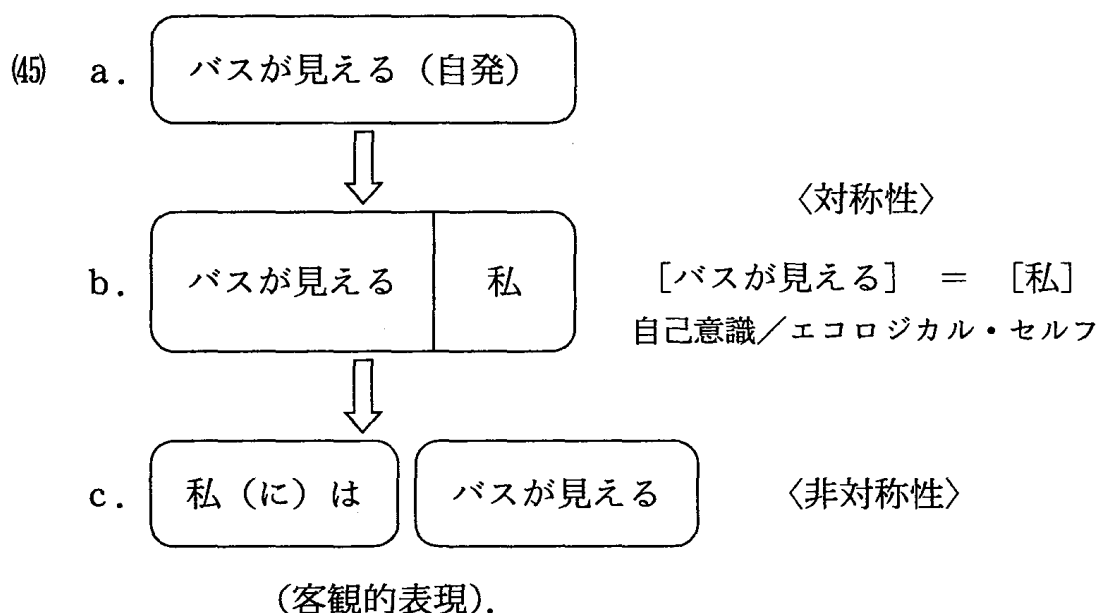 (45) a. バスが見える（自発）
〈対称性〉
b. バスが見える 私 ［バスが見える］ ＝ ［私］
自己意識／エコロジカル・セルフ
c. 私（に）は バスが見える 〈非対称性〉
（客観的表現）．